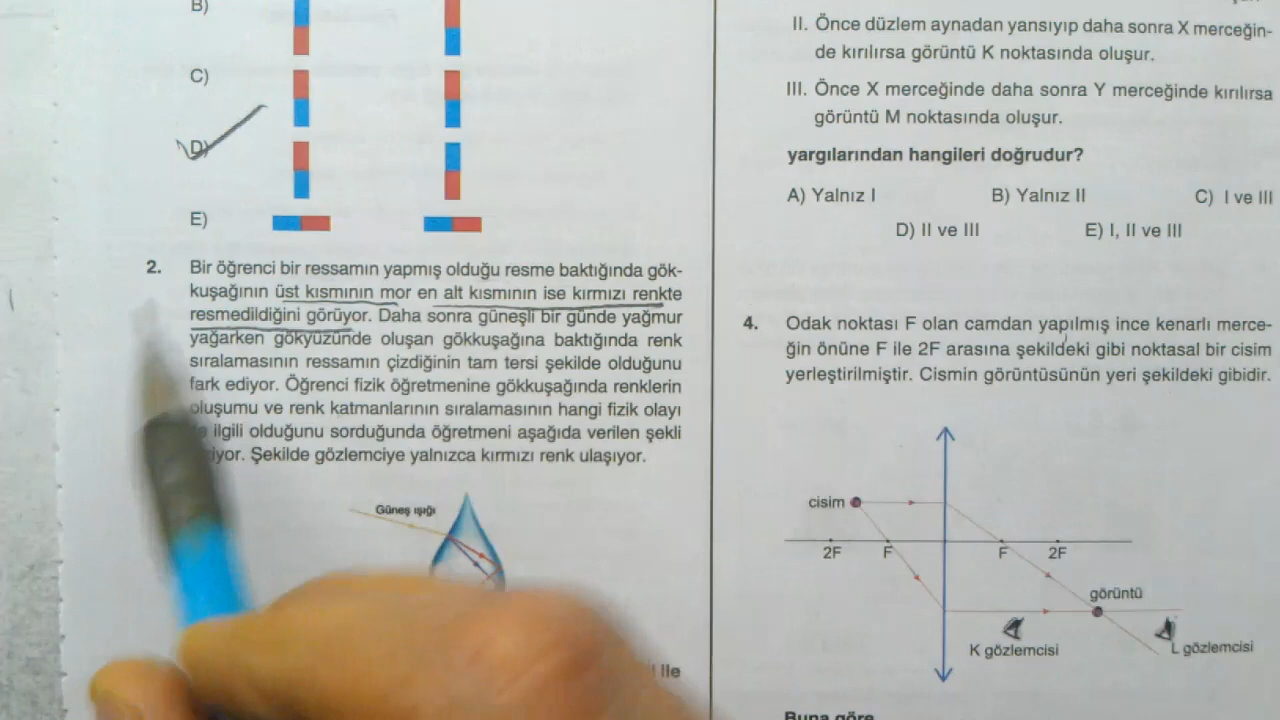 B)
C)
D)
E)
2. Bir öğrenci bir ressamın yapmış olduğu resme baktığında gök-
kuşağının üst kısmının mor en alt kısmının ise kırmızı renkte
resmedildiğini görüyor. Daha sonra güneşli bir günde yağmur
yağarken gökyüzünde oluşan gökkuşağına baktığında renk
sıralamasının ressamın çizdiğinin tam tersi şekilde olduğunu
fark ediyor. Öğrenci fizik öğretmenine gökkuşağında renklerin
oluşumu ve renk katmanlarının sıralamasının hangi fizik olayı
ilgili olduğunu sorduğunda öğretmeni aşağıda verilen şekli
Şekilde gözlemciye yalnızca kırmızı renk ulaşıyor.
Güneş ışığı
ile
II. Önce düzlem aynadan yansıyıp daha sonra X merceğin-
de kırılırsa görüntü K noktasında oluşur.
III. Önce X merceğinde daha sonra Y merceğinde kırılırsa
görüntü M noktasında oluşur.
yargılarından hangileri doğrudur?
A) Yalnız I B) Yalnız II C) I ve III
D) II ve III E) I, II ve III
4. Odak noktası F olan camdan yapılmış ince kenarlı merce-
ğin önüne F ile 2F arasına şekildeki gibi noktasal bir cisim
yerleştirilmiştir. Cismin görüntüsünün yeri şekildeki gibidir.
cisim
2F F F 2F
görüntü
K gözlemcisi L gözlemcisi
Buna göre